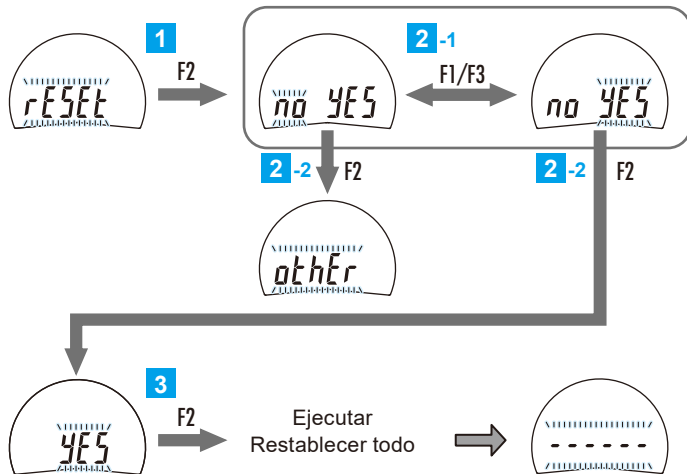 1
2 -1
rESEt
F2
no YES
F1/F3
no YES
2 -2
F2
2 -2
F2
othEr
3
YES
F2
Ejecutar
Restablecer todo
- - - - - -